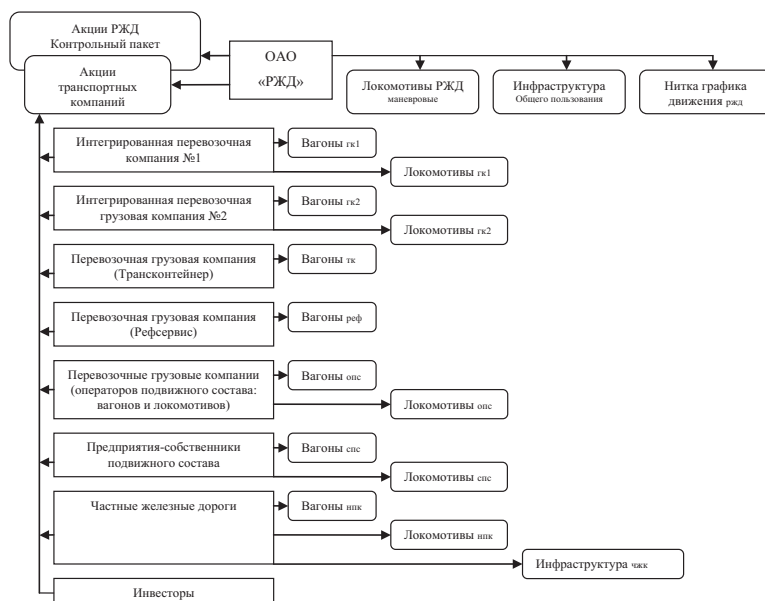 Акции РЖД
Контрольный пакет
Акции
транспортных
компаний
ОАО
«РЖД»
Локомотивы РЖД
маневровые
Инфраструктура
Общего пользования
Нитка графика
движения ржд
Интегрированная перевозочная
компания №1
Вагоны гк1
Локомотивы гк1
Интегрированная перевозочная
грузовая компания №2
Вагоны гк2
Локомотивы гк2
Перевозочная грузовая компания
(Трансконтейнер)
Вагоны тк
Перевозочная грузовая компания
(Рефсервис)
Вагоны реф
Перевозочные грузовые компании
(операторов подвижного состава:
вагонов и локомотивов)
Вагоны опс
Локомотивы опс
Предприятия-собственники
подвижного состава
Вагоны спс
Локомотивы спс
Частные железные дороги
Вагоны нпк
Локомотивы нпк
Инфраструктура чжк
Инвесторы